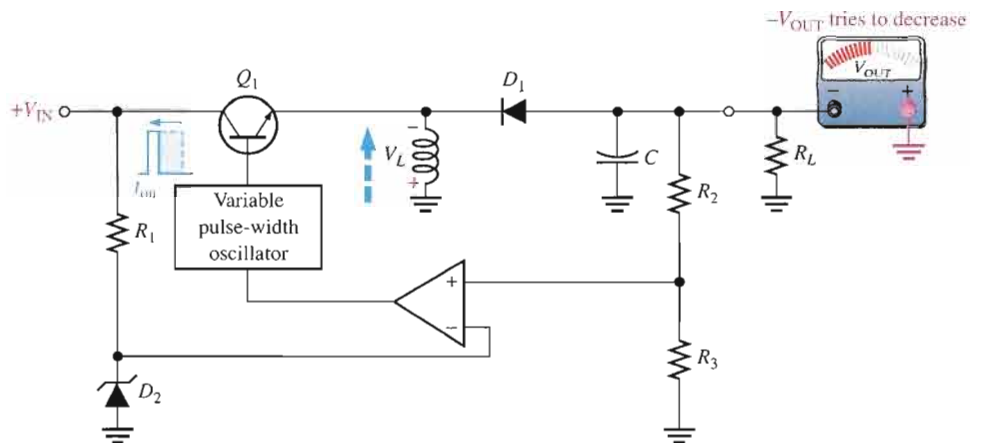 −VOUT tries to decrease
VOUT
− +
Q1
D1
+VIN
ton
VL
−
+
C
R2
RL
R1
Variable
pulse-width
oscillator
+
−
R3
D2